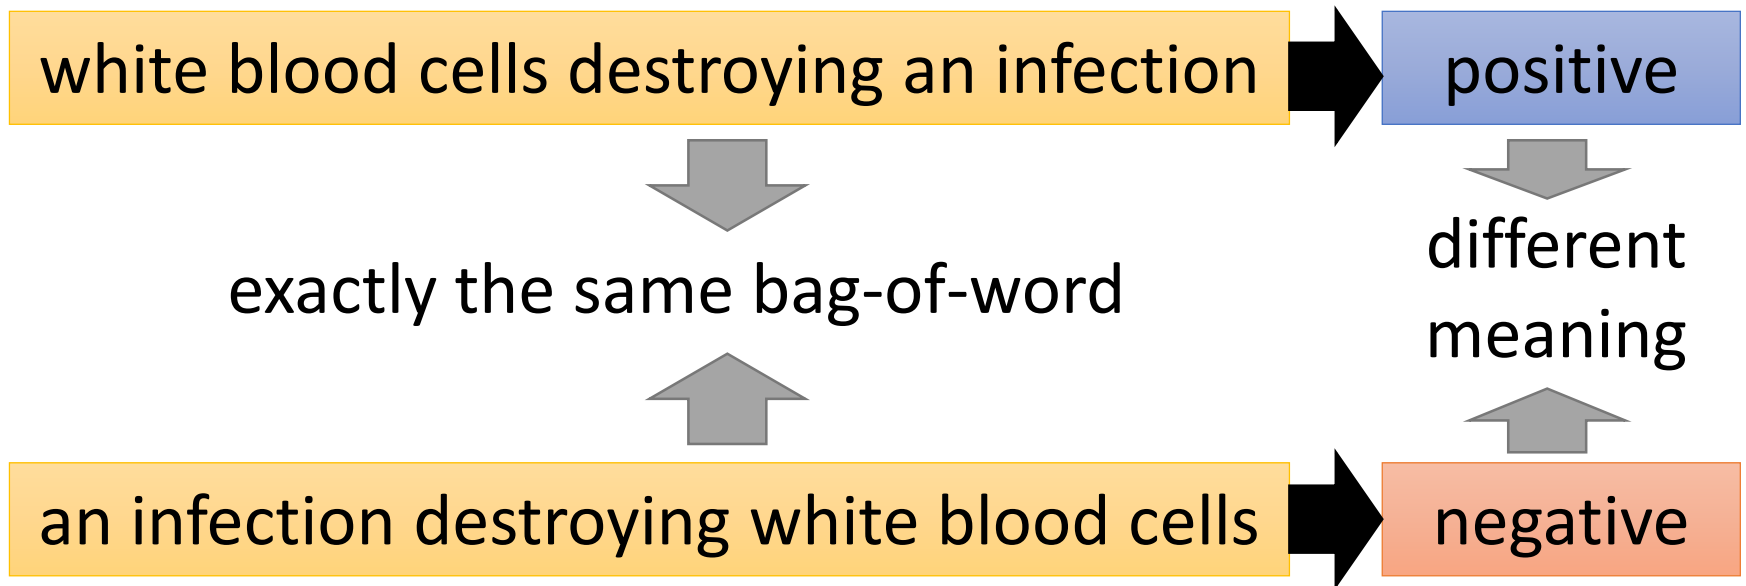 white blood cells destroying an infection
positive
exactly the same bag-of-word
different
meaning
an infection destroying white blood cells
negative